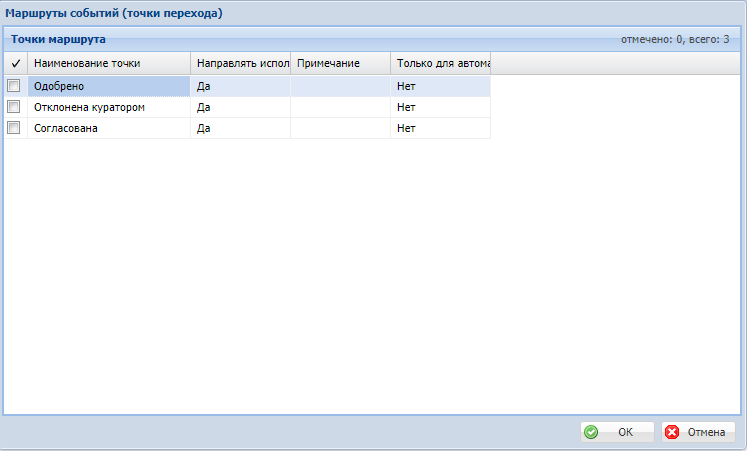 Маршруты событий (точки перехода)
Точки маршрута отмечено: 0, всего: 3
✓ Наименование точки Направлять испол Примечание Только для автома
Одобрено Да Нет
Отклонена куратором Да Нет
Согласована Да Нет
OK Отмена